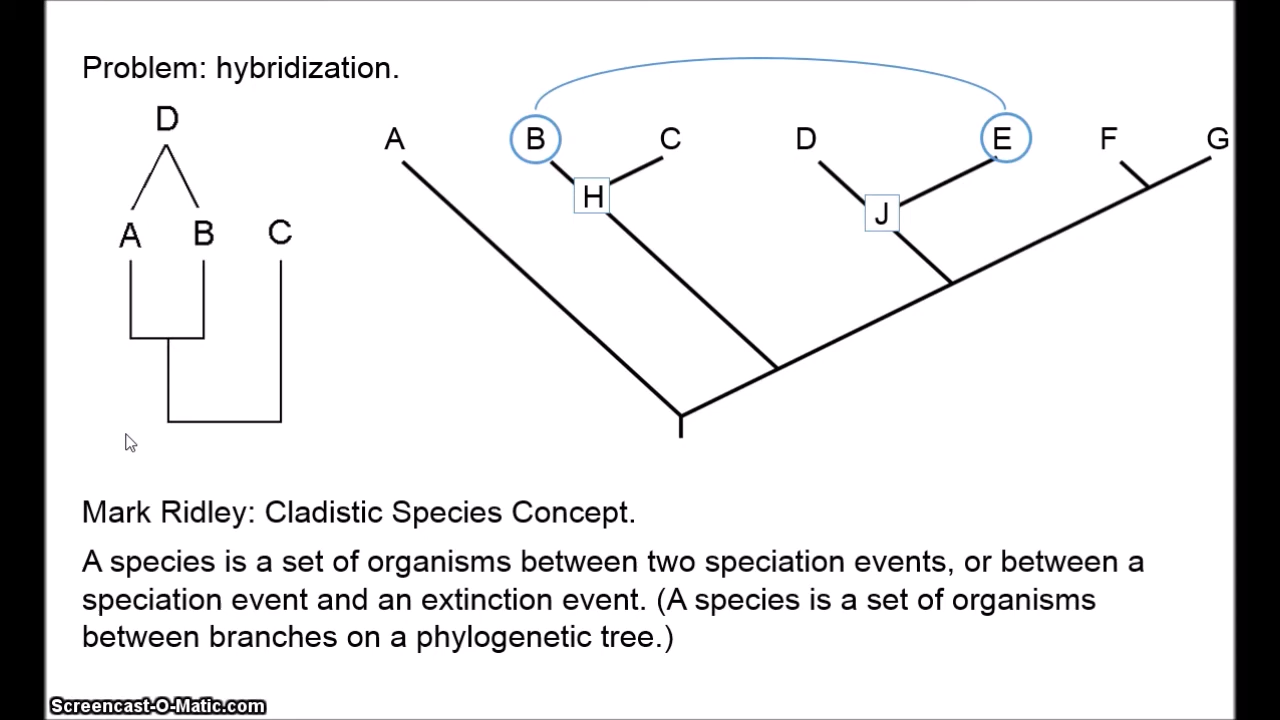 Problem: hybridization.
D
A B C
A B C D E F G
H
J
Mark Ridley: Cladistic Species Concept.
A species is a set of organisms between two speciation events, or between a
speciation event and an extinction event. (A species is a set of organisms
between branches on a phylogenetic tree.)
Screencast-O-Matic.com